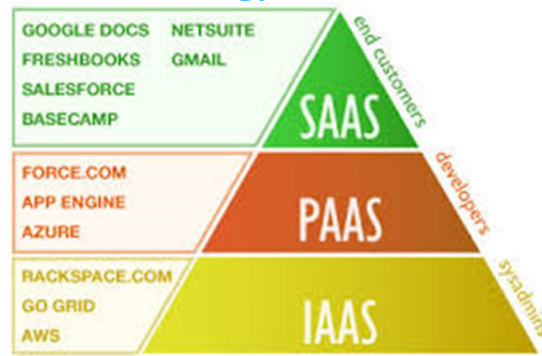 GOOGLE DOCS NETSUITE
FRESHBOOKS GMAIL
SALESFORCE
BASECAMP
SAAS
end customers
FORCE.COM
APP ENGINE
AZURE
PAAS
developers
RACKSPACE.COM
GO GRID
AWS
IAAS
sysadmins